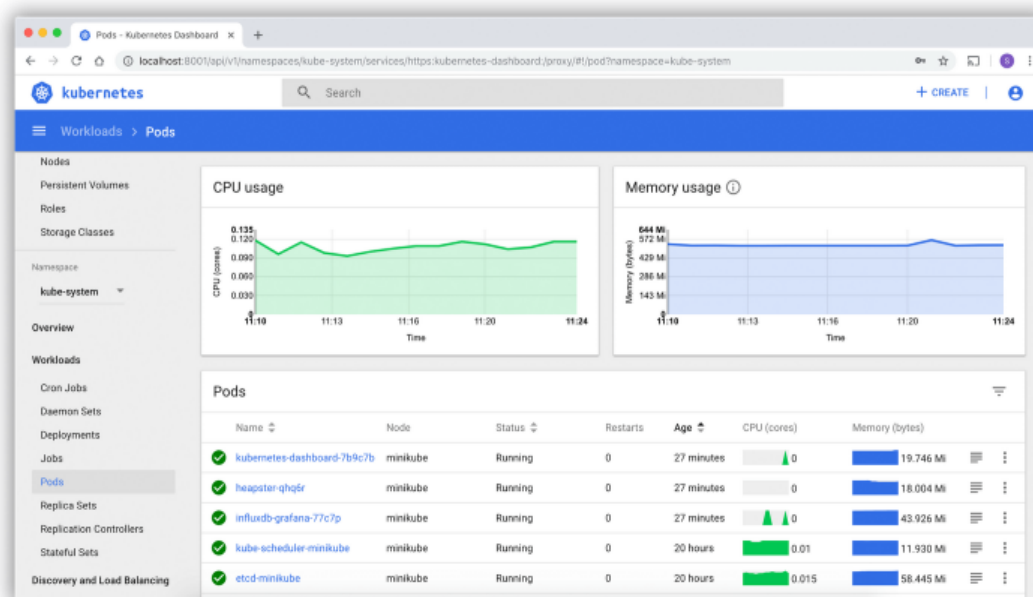 Pods - Kubernetes Dashboard
localhost:8001/api/v1/namespaces/kube-system/services/https:kubernetes-dashboard:/proxy/#!/pod?namespace=kube-system
S
kubernetes
Search
+ CREATE
Workloads > Pods
Nodes
Persistent Volumes
Roles
Storage Classes
Namespace
kube-system
Overview
Workloads
Cron Jobs
Daemon Sets
Deployments
Jobs
Pods
Replica Sets
Replication Controllers
Stateful Sets
Discovery and Load Balancing
CPU usage
CPU (cores)
0.135
0.120
0.090
0.060
0.030
0
11:10 11:13 11:16 11:20 11:24
Time
Memory usage
Memory (bytes)
644 Mi
572 Mi
429 Mi
286 Mi
143 Mi
0
11:10 11:13 11:16 11:20 11:24
Time
Pods
Name Node Status Restarts Age CPU (cores) Memory (bytes)
kubernetes-dashboard-7b9c7b minikube Running 0 27 minutes 0 19.746 Mi
heapster-qhq6r minikube Running 0 27 minutes 0 18.004 Mi
influxdb-grafana-77c7p minikube Running 0 27 minutes 0 43.926 Mi
kube-scheduler-minikube minikube Running 0 20 hours 0.01 11.930 Mi
etcd-minikube minikube Running 0 20 hours 0.015 58.445 Mi